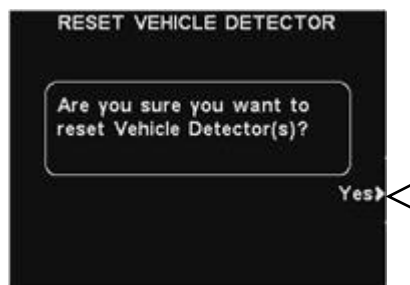 RESET VEHICLE DETECTOR
Are you sure you want to
reset Vehicle Detector(s)?
Yes